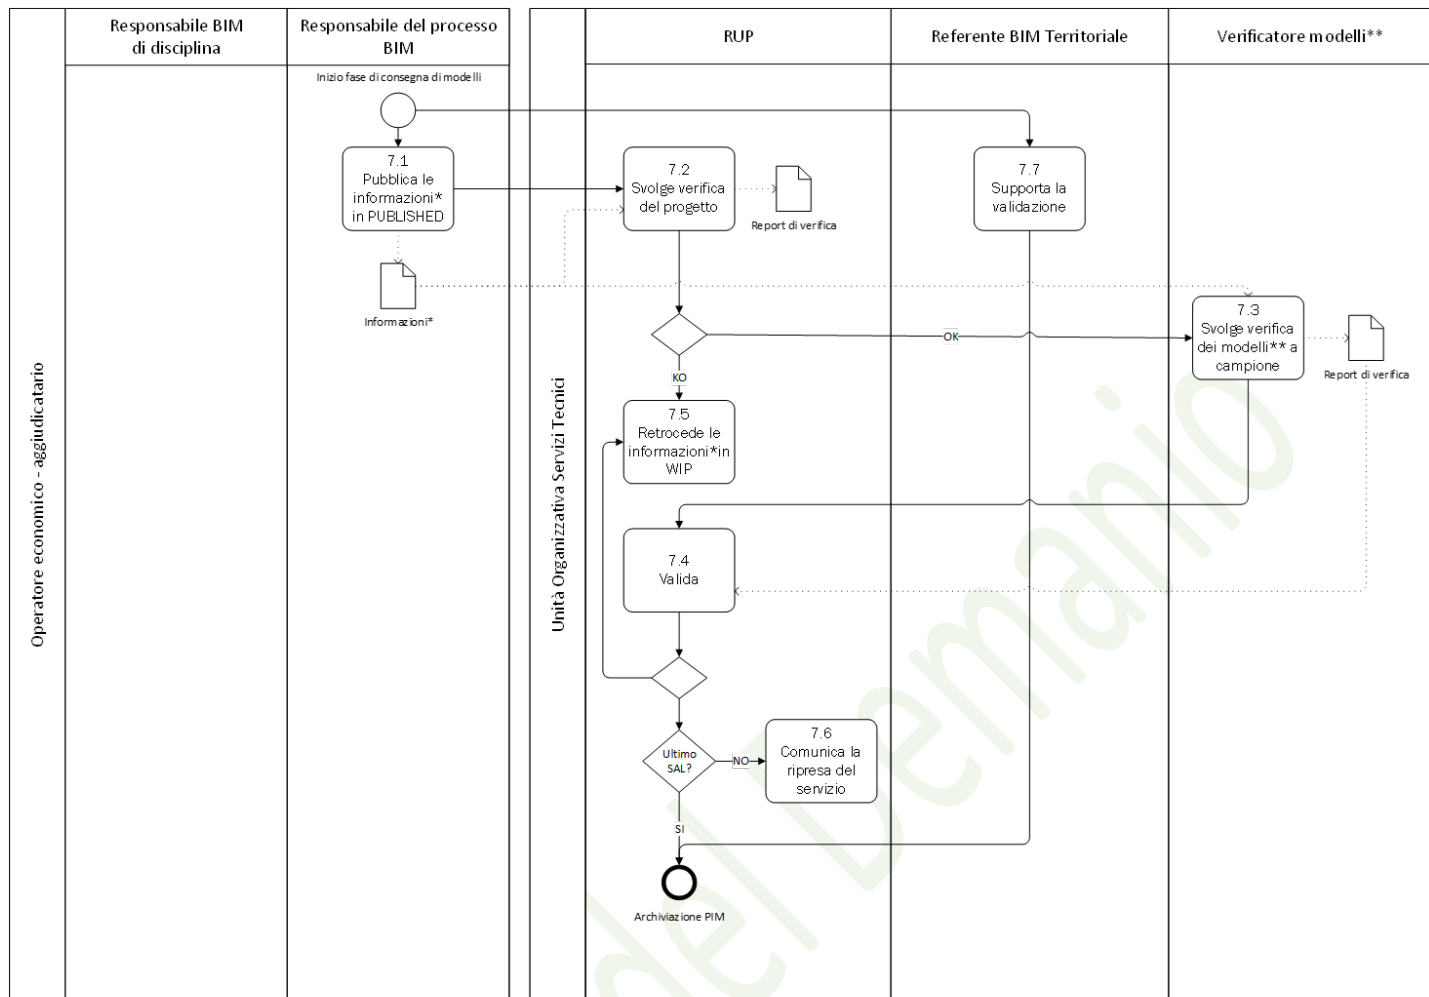 Responsabile BIM
di disciplina
Responsabile del processo
BIM
RUP
Referente BIM Territoriale
Verificatore modelli**
Operatore economico - aggiudicatario
Unità Organizzativa Servizi Tecnici
Inizio fase di consegna di modelli
7.1
Pubblica le
informazioni*
in PUBLISHED
Informazioni*
7.2
Svolge verifica
del progetto
Report di verifica
7.7
Supporta la
validazione
OK
7.3
Svolge verifica
dei modelli** a
campione
Report di verifica
KO
7.5
Retrocede le
informazioni*in
WIP
7.4
Valida
Ultimo
SAL?
NO
7.6
Comunica la
ripresa del
servizio
SI
Archiviazione PIM
del Demanio